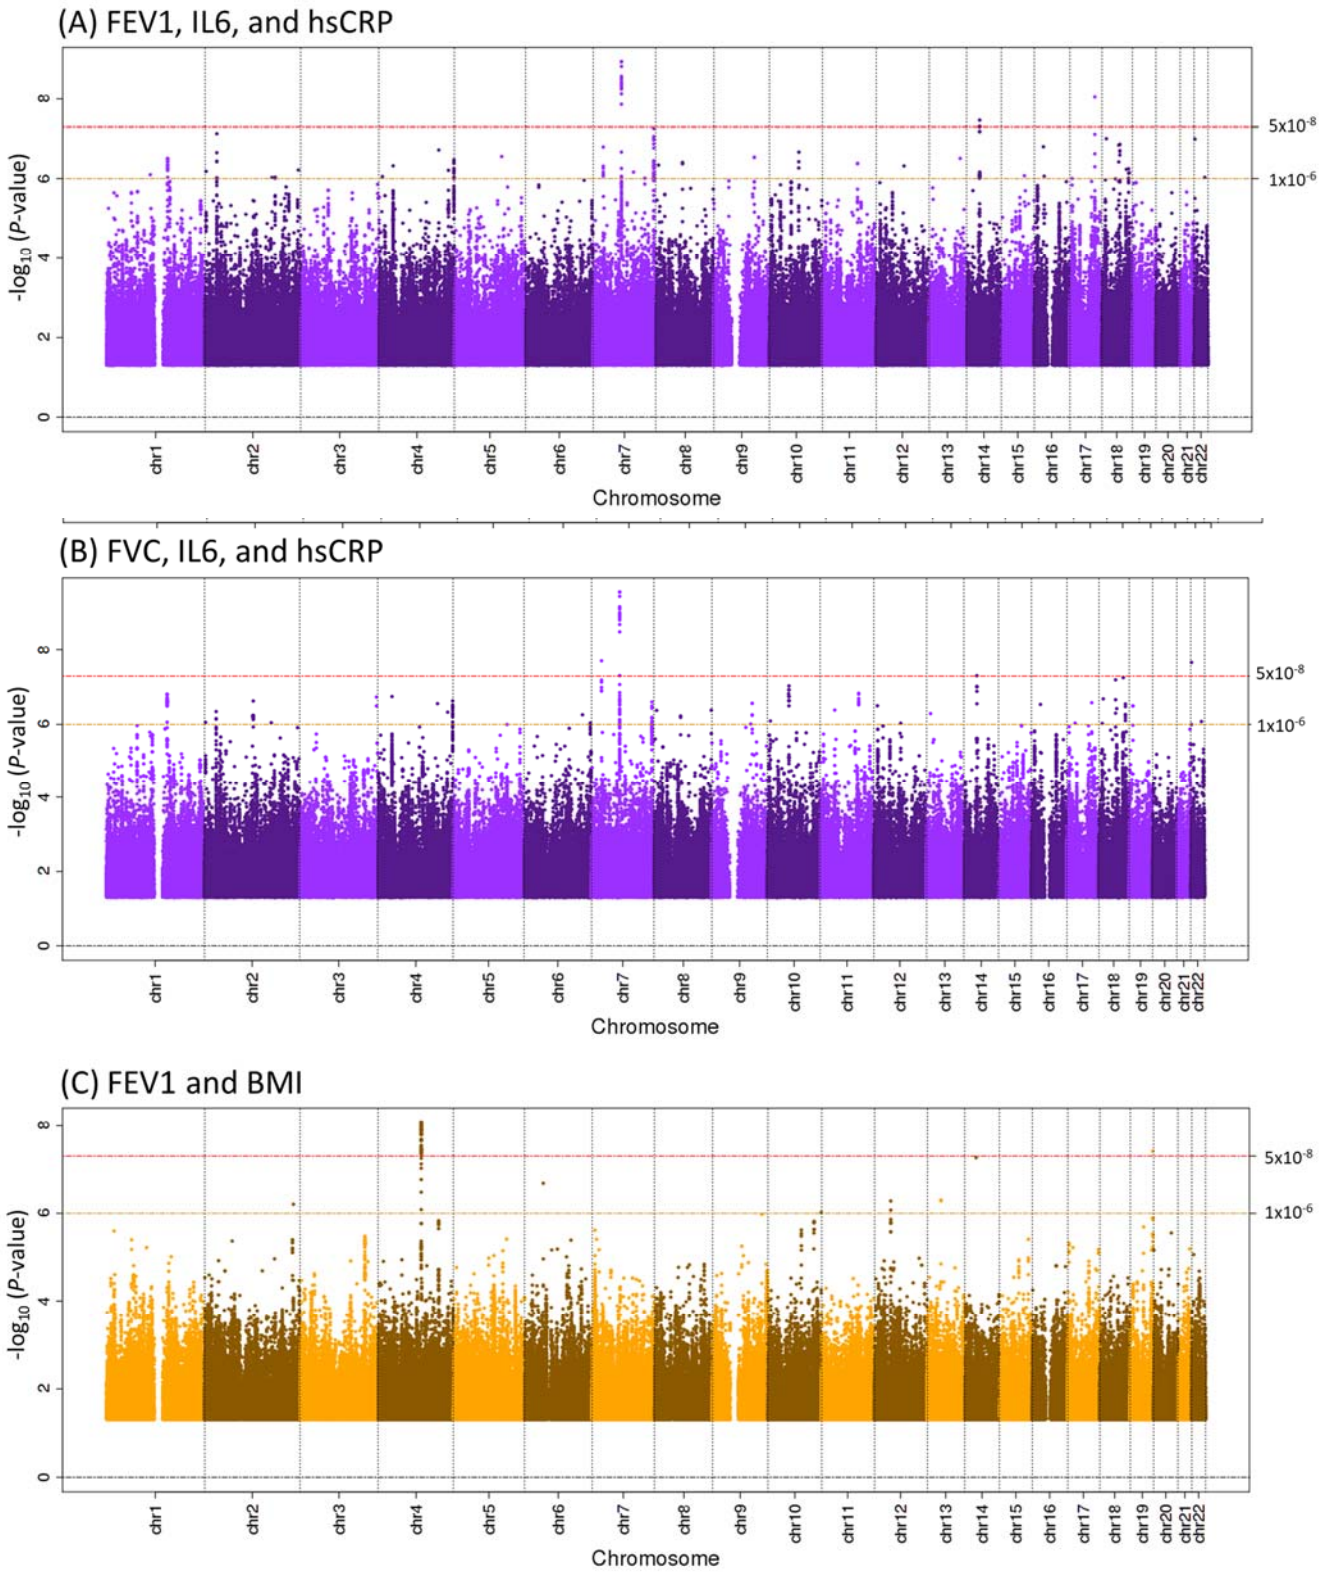 (A) FEV1, IL6, and hsCRP
8
6
4
2
0
-log10 (P-value)
5x10-8
1x10-6
chr1 chr2 chr3 chr4 chr5 chr6 chr7 chr8 chr9 chr10 chr11 chr12 chr13 chr14 chr15 chr16 chr17 chr18 chr19 chr20 chr21 chr22
Chromosome
(B) FVC, IL6, and hsCRP
8
6
4
2
0
-log10 (P-value)
5x10-8
1x10-6
chr1 chr2 chr3 chr4 chr5 chr6 chr7 chr8 chr9 chr10 chr11 chr12 chr13 chr14 chr15 chr16 chr17 chr18 chr19 chr20 chr21 chr22
Chromosome
(C) FEV1 and BMI
8
6
4
2
0
-log10 (P-value)
5x10-8
1x10-6
chr1 chr2 chr3 chr4 chr5 chr6 chr7 chr8 chr9 chr10 chr11 chr12 chr13 chr14 chr15 chr16 chr17 chr18 chr19 chr20 chr21 chr22
Chromosome